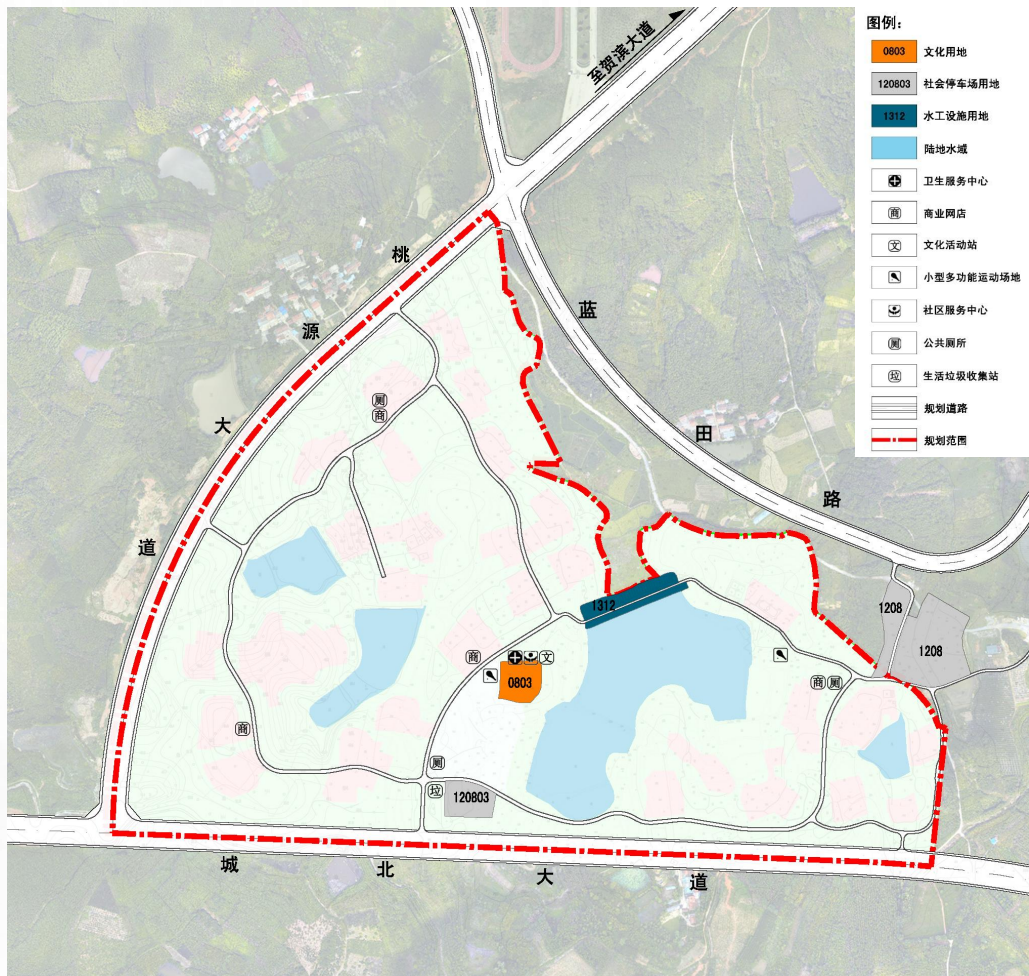 至贺滨大道
图例：
0803 文化用地
120803 社会停车场用地
1312 水工设施用地
陆地水域
卫生服务中心
商 商业网店
文 文化活动站
小型多功能运动场地
社区服务中心
厕 公共厕所
垃 生活垃圾收集站
规划道路
规划范围
桃源大道
蓝田路
厕
商
1312
1208
1208
商
文
0803
商厕
商
厕
垃
120803
城北大道